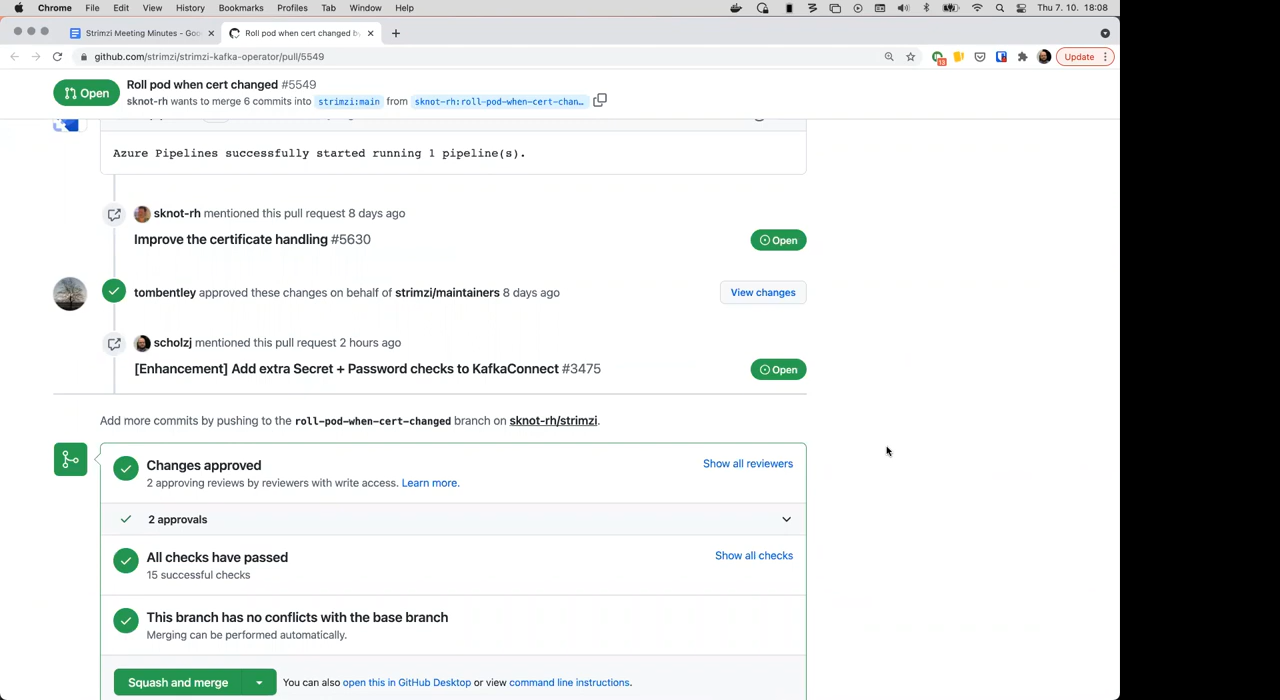 Chrome File Edit View History Bookmarks Profiles Tab Window Help Thu 7. 10. 18:08
Strimzi Meeting Minutes - Goo Roll pod when cert changed by
github.com/strimzi/strimzi-kafka-operator/pull/5549 13 Update
Open
Roll pod when cert changed #5549
sknot-rh wants to merge 6 commits into strimzi:main from sknot-rh:roll-pod-when-cert-chan…
Azure Pipelines successfully started running 1 pipeline(s).
sknot-rh mentioned this pull request 8 days ago
Improve the certificate handling #5630 Open
tombentley approved these changes on behalf of strimzi/maintainers 8 days ago View changes
scholzj mentioned this pull request 2 hours ago
[Enhancement] Add extra Secret + Password checks to KafkaConnect #3475 Open
Add more commits by pushing to the roll-pod-when-cert-changed branch on sknot-rh/strimzi.
Changes approved Show all reviewers
2 approving reviews by reviewers with write access. Learn more.
2 approvals
All checks have passed Show all checks
15 successful checks
This branch has no conflicts with the base branch
Merging can be performed automatically.
Squash and merge You can also open this in GitHub Desktop or view command line instructions.